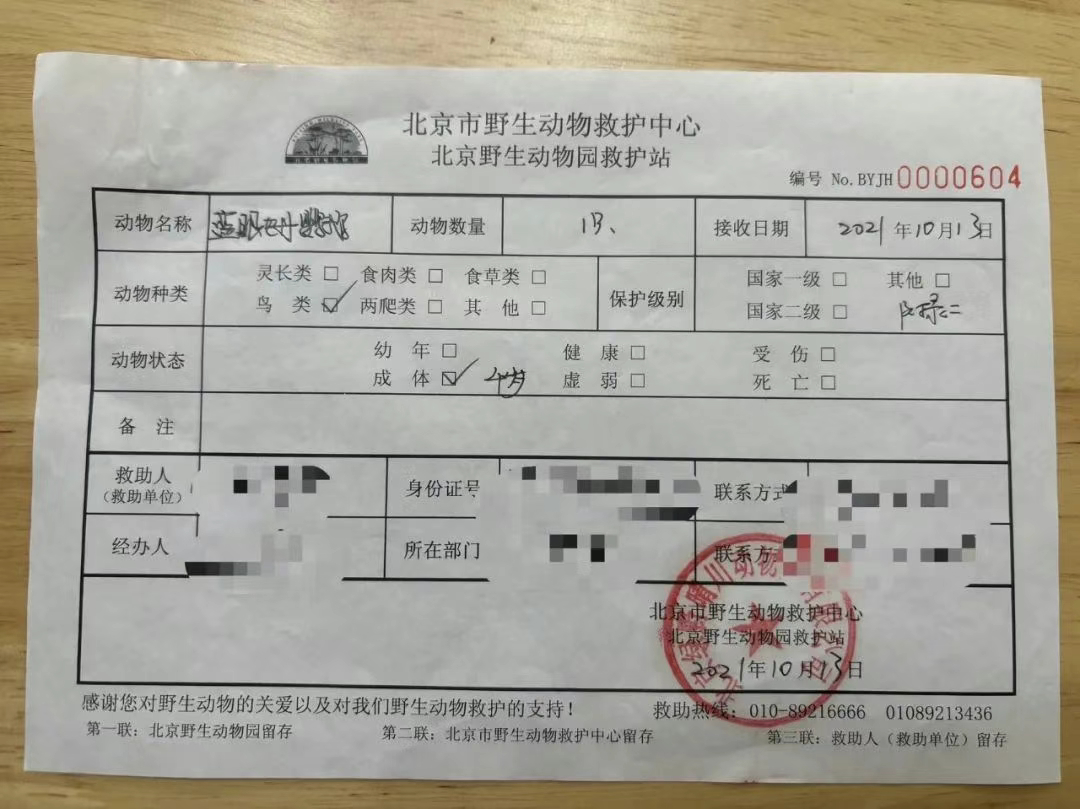 北京市野生动物救护中心
北京野生动物园救护站
编号 No.BYJH 0000604
动物名称 蓝眼 动物数量 1只、 接收日期 2021年10月13日
动物种类 灵长类 □ 食肉类 □ 食草类 □ 保护级别 国家一级 □ 其他 □
鸟 类 ☑ 两爬类 □ 其 他 □ 国家二级 □ 附录二
动物状态 幼 年 □ 健 康 □ 受 伤 □
成 体 ☑ 虚 弱 □ 死 亡 □
备 注
救助人
(救助单位)
身份证号
联系方式
经办人 所在部门 联系方
北京市野生动物救护中心
北京野生动物园救护站
2021年10月13日
感谢您对野生动物的关爱以及对我们野生动物救护的支持！ 救助热线：010-89216666 01089213436
第一联：北京野生动物园留存 第二联：北京市野生动物救护中心留存 第三联：救助人（救助单位）留存